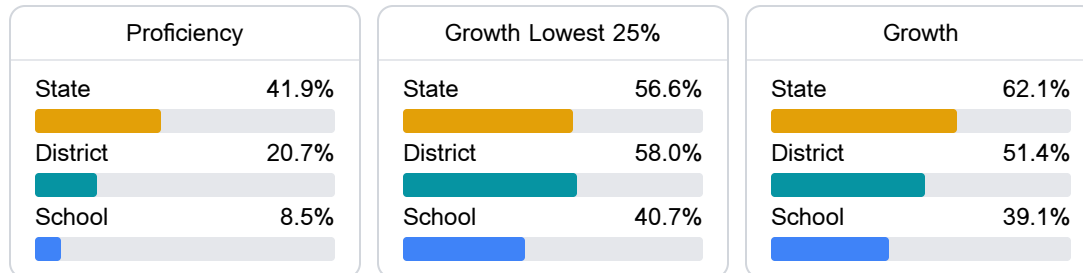 Proficiency
State 41.9%
District 20.7%
School 8.5%
Growth Lowest 25%
State 56.6%
District 58.0%
School 40.7%
Growth
State 62.1%
District 51.4%
School 39.1%